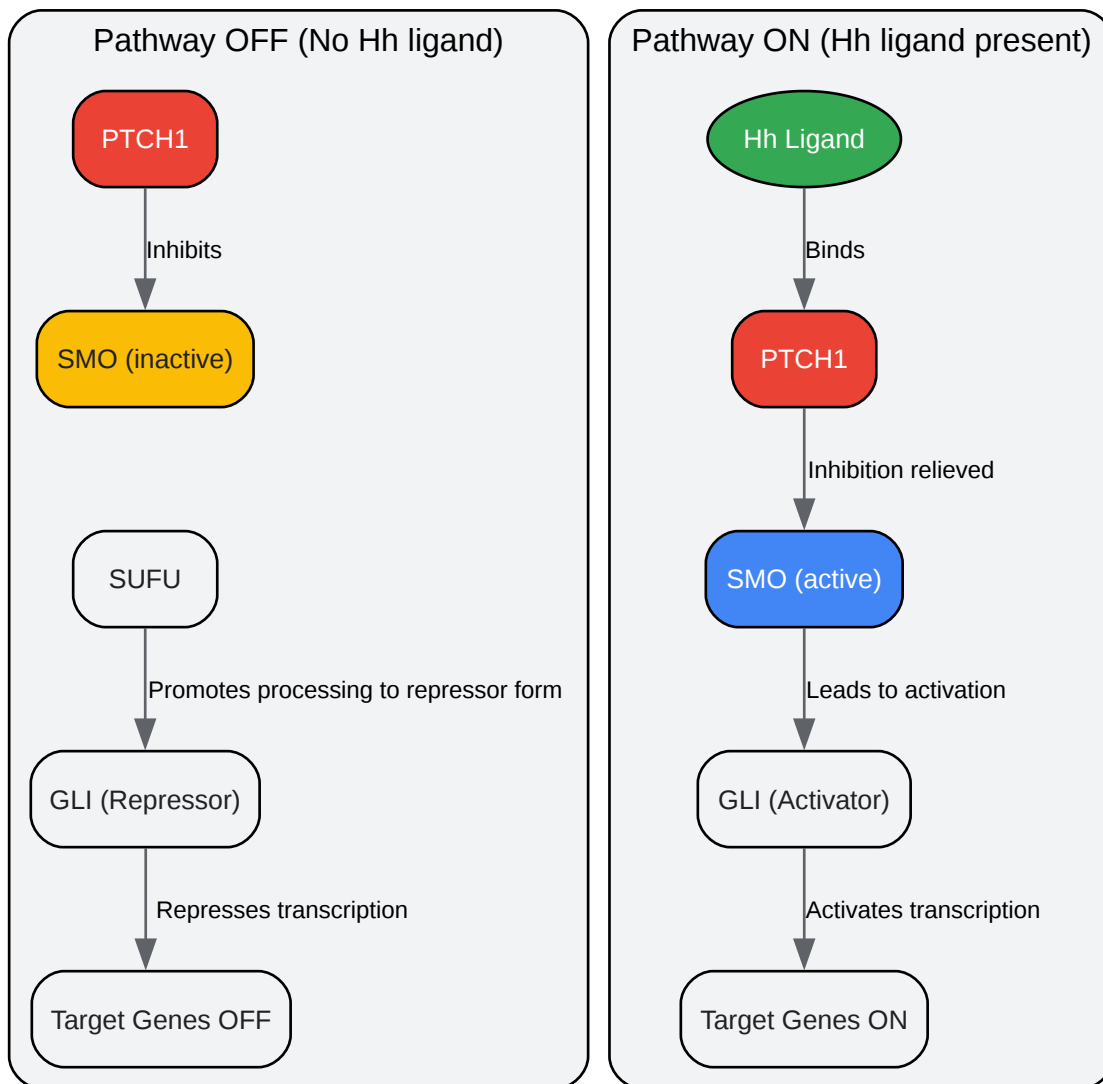 Pathway OFF (No Hh ligand)
PTCH1
Inhibits
SMO (inactive)
SUFU
Promotes processing to repressor form
GLI (Repressor)
Represses transcription
Target Genes OFF
Pathway ON (Hh ligand present)
Hh Ligand
Binds
PTCH1
Inhibition relieved
SMO (active)
Leads to activation
GLI (Activator)
Activates transcription
Target Genes ON